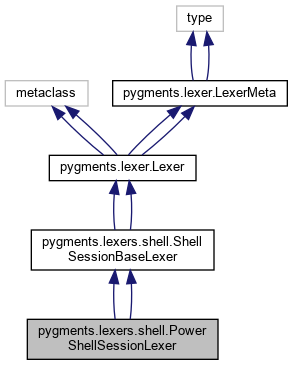 type
metaclass
pygments.lexer.LexerMeta
pygments.lexer.Lexer
pygments.lexers.shell.Shell
SessionBaseLexer
pygments.lexers.shell.Power
ShellSessionLexer